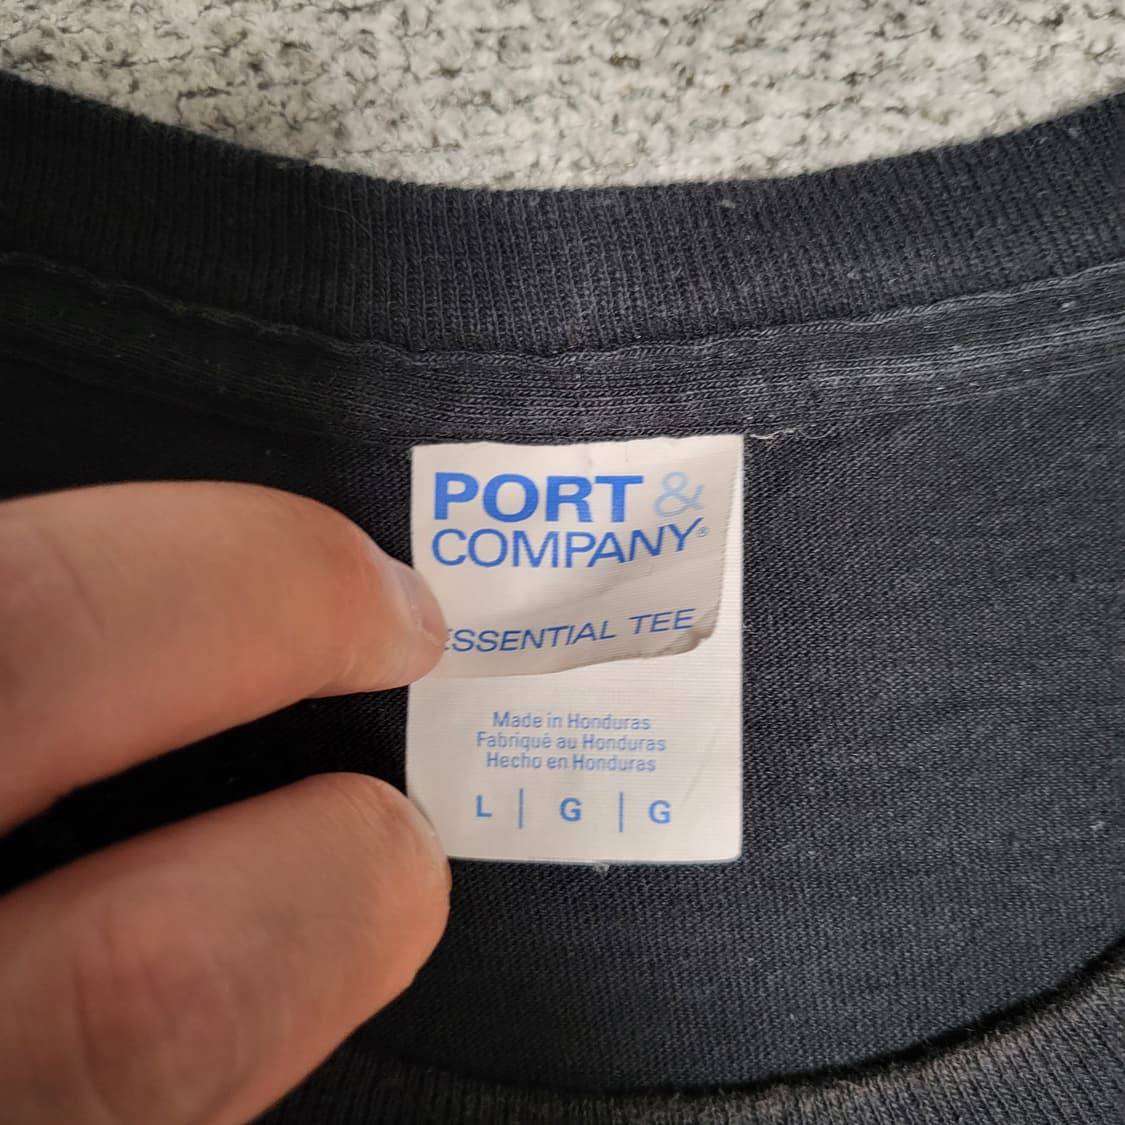 PORT &
COMPANY®
ESSENTIAL TEE
Made in Honduras
Fabriqué au Honduras
Hecho en Honduras
L | G | G